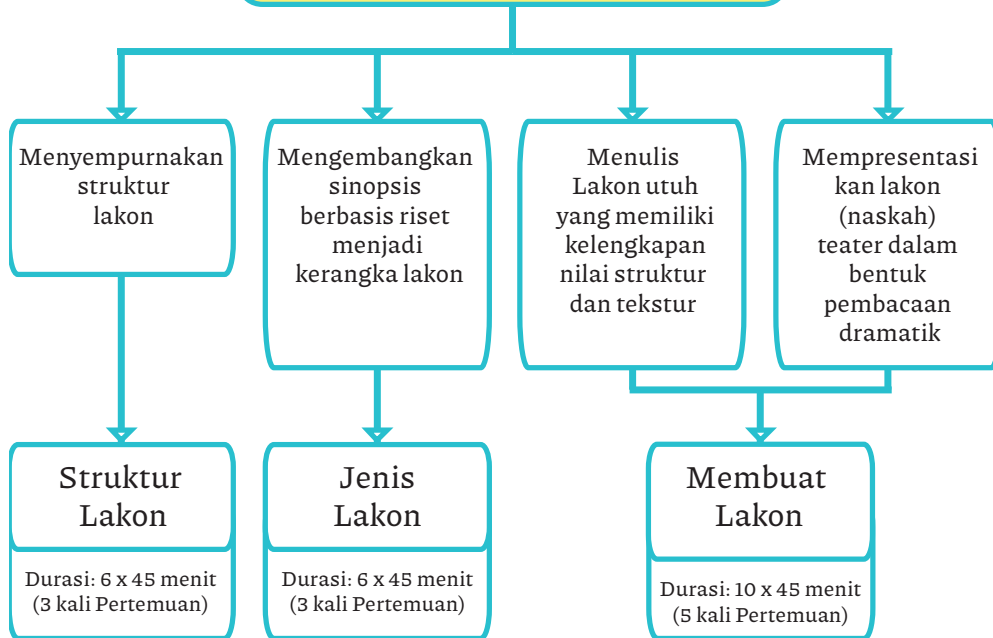 Menyempurnakan
struktur
lakon
Mengembangkan
sinopsis
berbasis riset
menjadi
kerangka lakon
Menulis
Lakon utuh
yang memiliki
kelengkapan
nilai struktur
dan tekstur
Mempresentasi
kan lakon
(naskah)
teater dalam
bentuk
pembacaan
dramatik
Struktur
Lakon
Durasi: 6 x 45 menit
(3 kali Pertemuan)
Jenis
Lakon
Durasi: 6 x 45 menit
(3 kali Pertemuan)
Membuat
Lakon
Durasi: 10 x 45 menit
(5 kali Pertemuan)